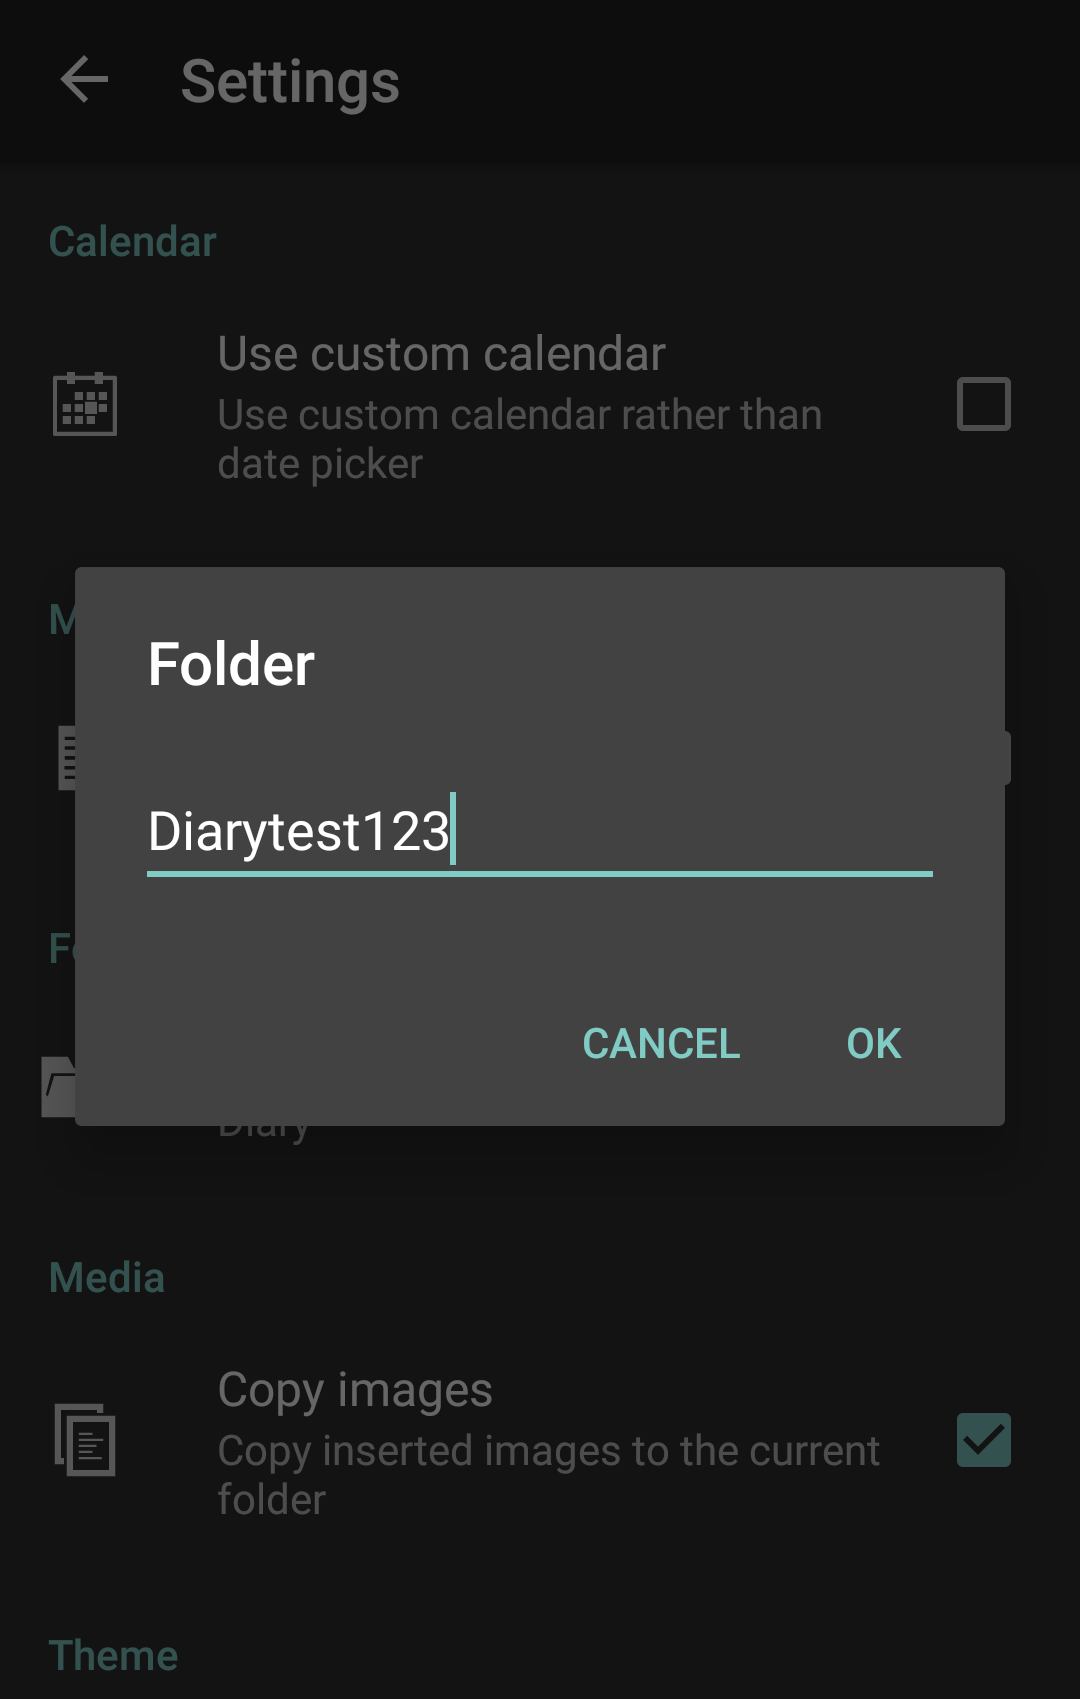 Settings
Calendar
Use custom calendar
Use custom calendar rather than
date picker
Folder
Diarytest123
CANCEL OK
Diary
Media
Copy images
Copy inserted images to the current
folder
Theme